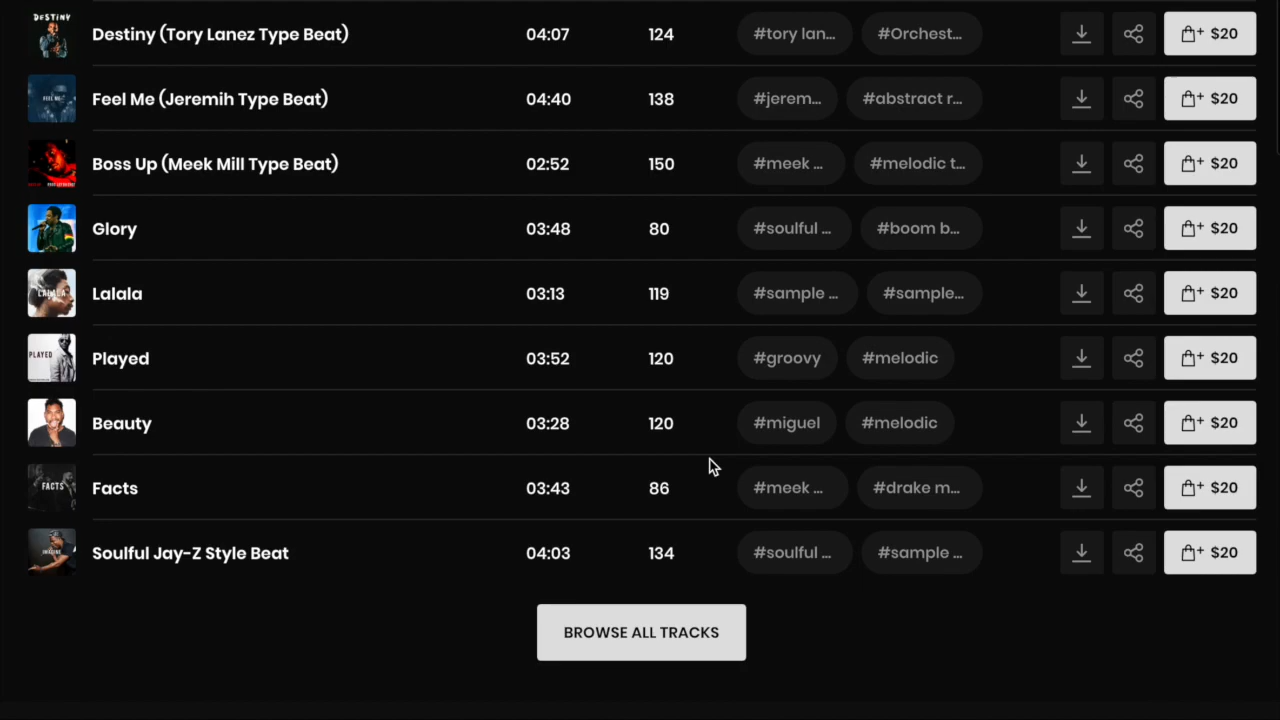 DESTINY
Destiny (Tory Lanez Type Beat) 04:07 124 #tory lan... #Orchest... $20
FEEL ME
Feel Me (Jeremih Type Beat) 04:40 138 #jerem... #abstract r... $20
Boss Up (Meek Mill Type Beat) 02:52 150 #meek ... #melodic t... $20
Glory 03:48 80 #soulful ... #boom b... $20
LALALA
Lalala 03:13 119 #sample ... #sample... $20
PLAYED
Played 03:52 120 #groovy #melodic $20
Beauty 03:28 120 #miguel #melodic $20
FACTS
Facts 03:43 86 #meek ... #drake m... $20
IMAGINE
Soulful Jay-Z Style Beat 04:03 134 #soulful ... #sample ... $20
BROWSE ALL TRACKS